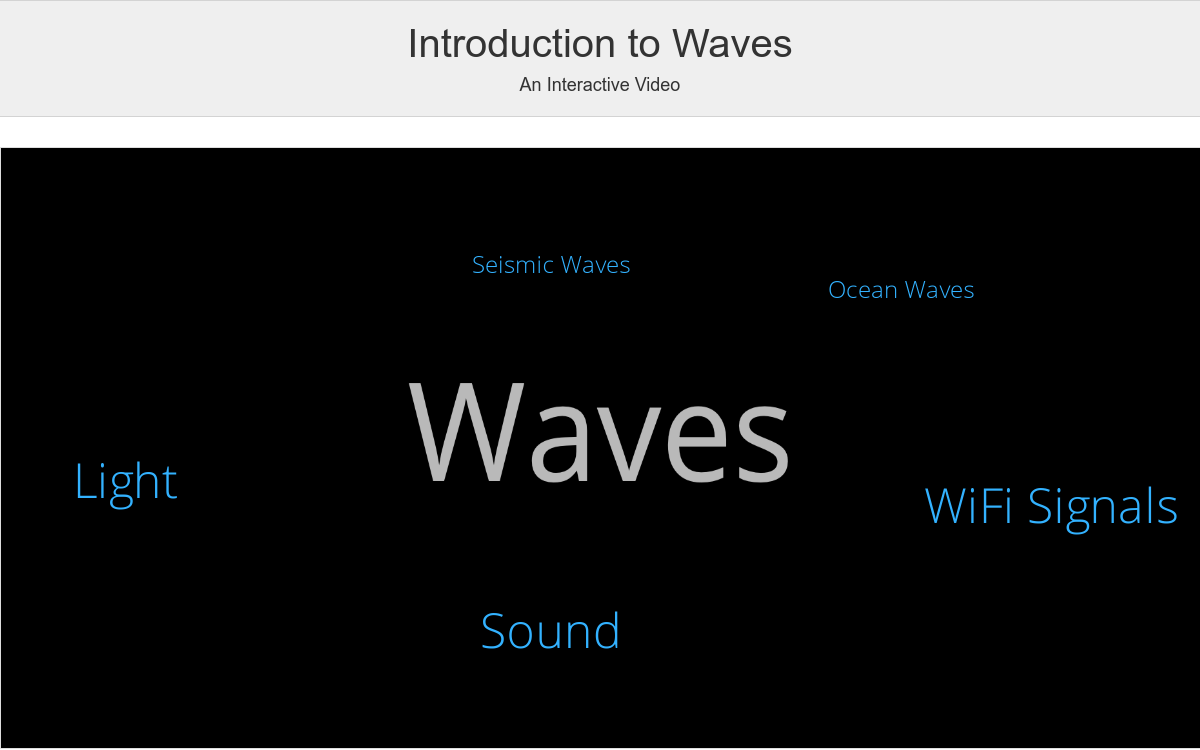 Introduction to Waves
An Interactive Video
Seismic Waves
Ocean Waves
Waves
Light
WiFi Signals
Sound